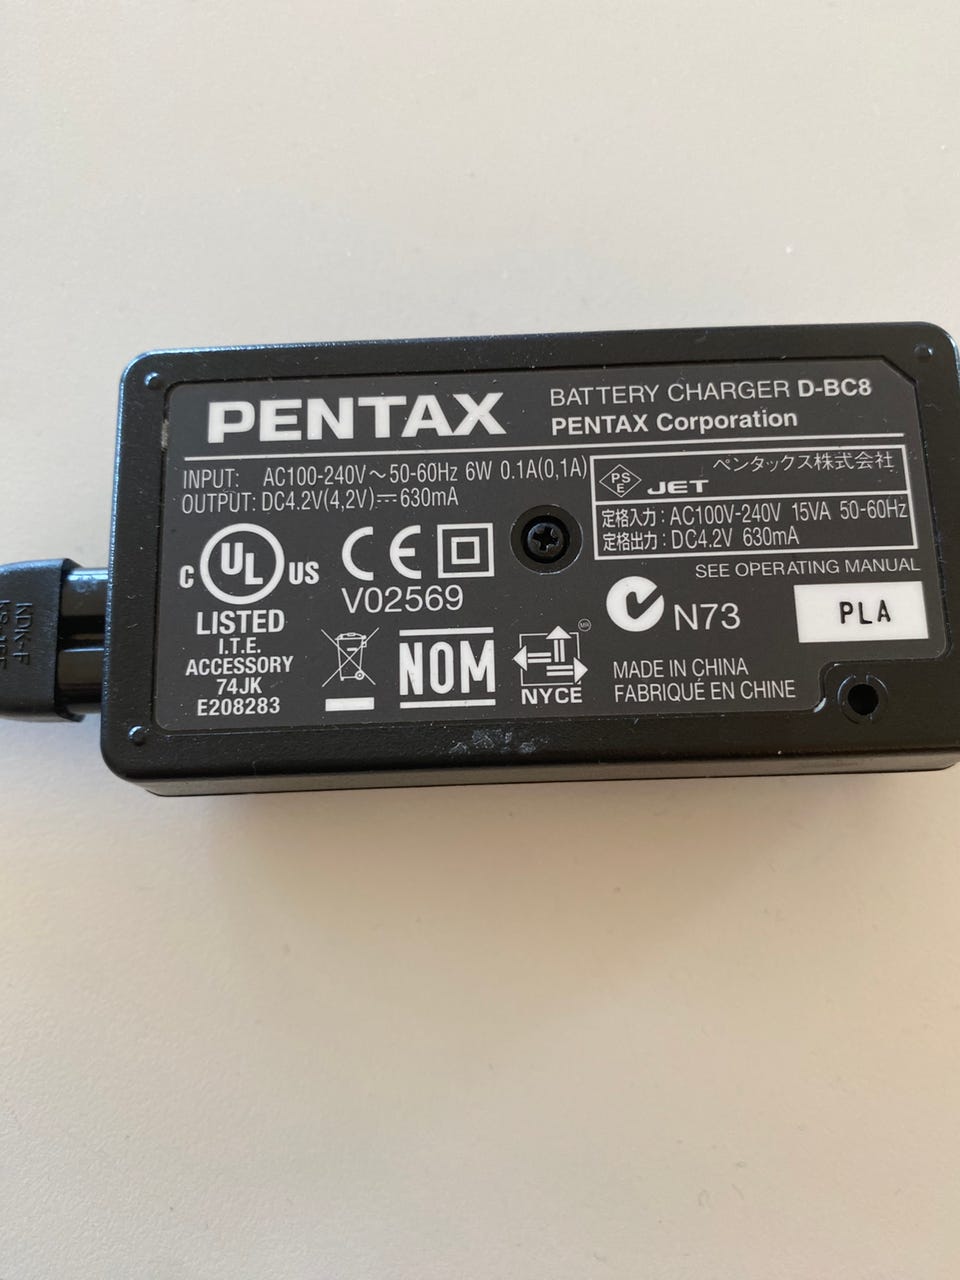 PENTAX
BATTERY CHARGER D-BC8
PENTAX Corporation
INPUT: AC100-240V～50-60Hz 6W 0.1A(0,1A)
OUTPUT: DC4.2V(4,2V)⎓630mA
PS
E
JET
ペンタックス株式会社
定格入力：AC100V-240V 15VA 50-60Hz
定格出力：DC4.2V 630mA
SEE OPERATING MANUAL
C UL US
LISTED
I.T.E.
ACCESSORY
74JK
E208283
CE
V02569
NOM
NYCE
N73
PLA
MADE IN CHINA
FABRIQUÉ EN CHINE